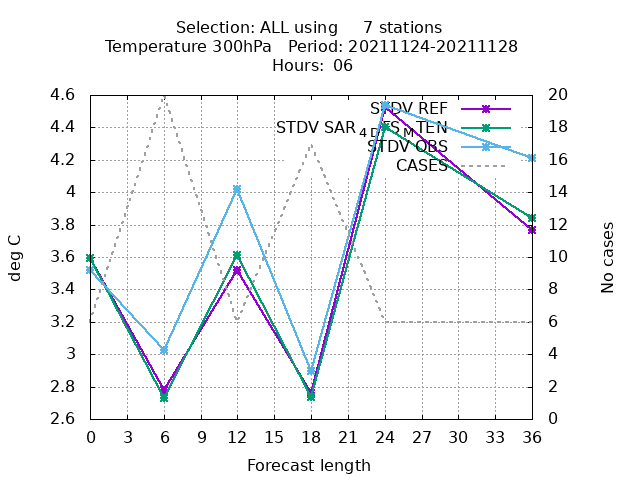 Selection: ALL using 7 stations
Temperature 300hPa Period: 20211124-20211128
Hours: 06
4.6
4.4
4.2
4
3.8
3.6
3.4
3.2
3
2.8
2.6
deg C
STDV REF
STDV SAR 4DFS MTEN
STDV OBS
CASES
20
18
16
14
12
10
8
6
4
2
0
No cases
0 3 6 9 12 15 18 21 24 27 30 33 36
Forecast length